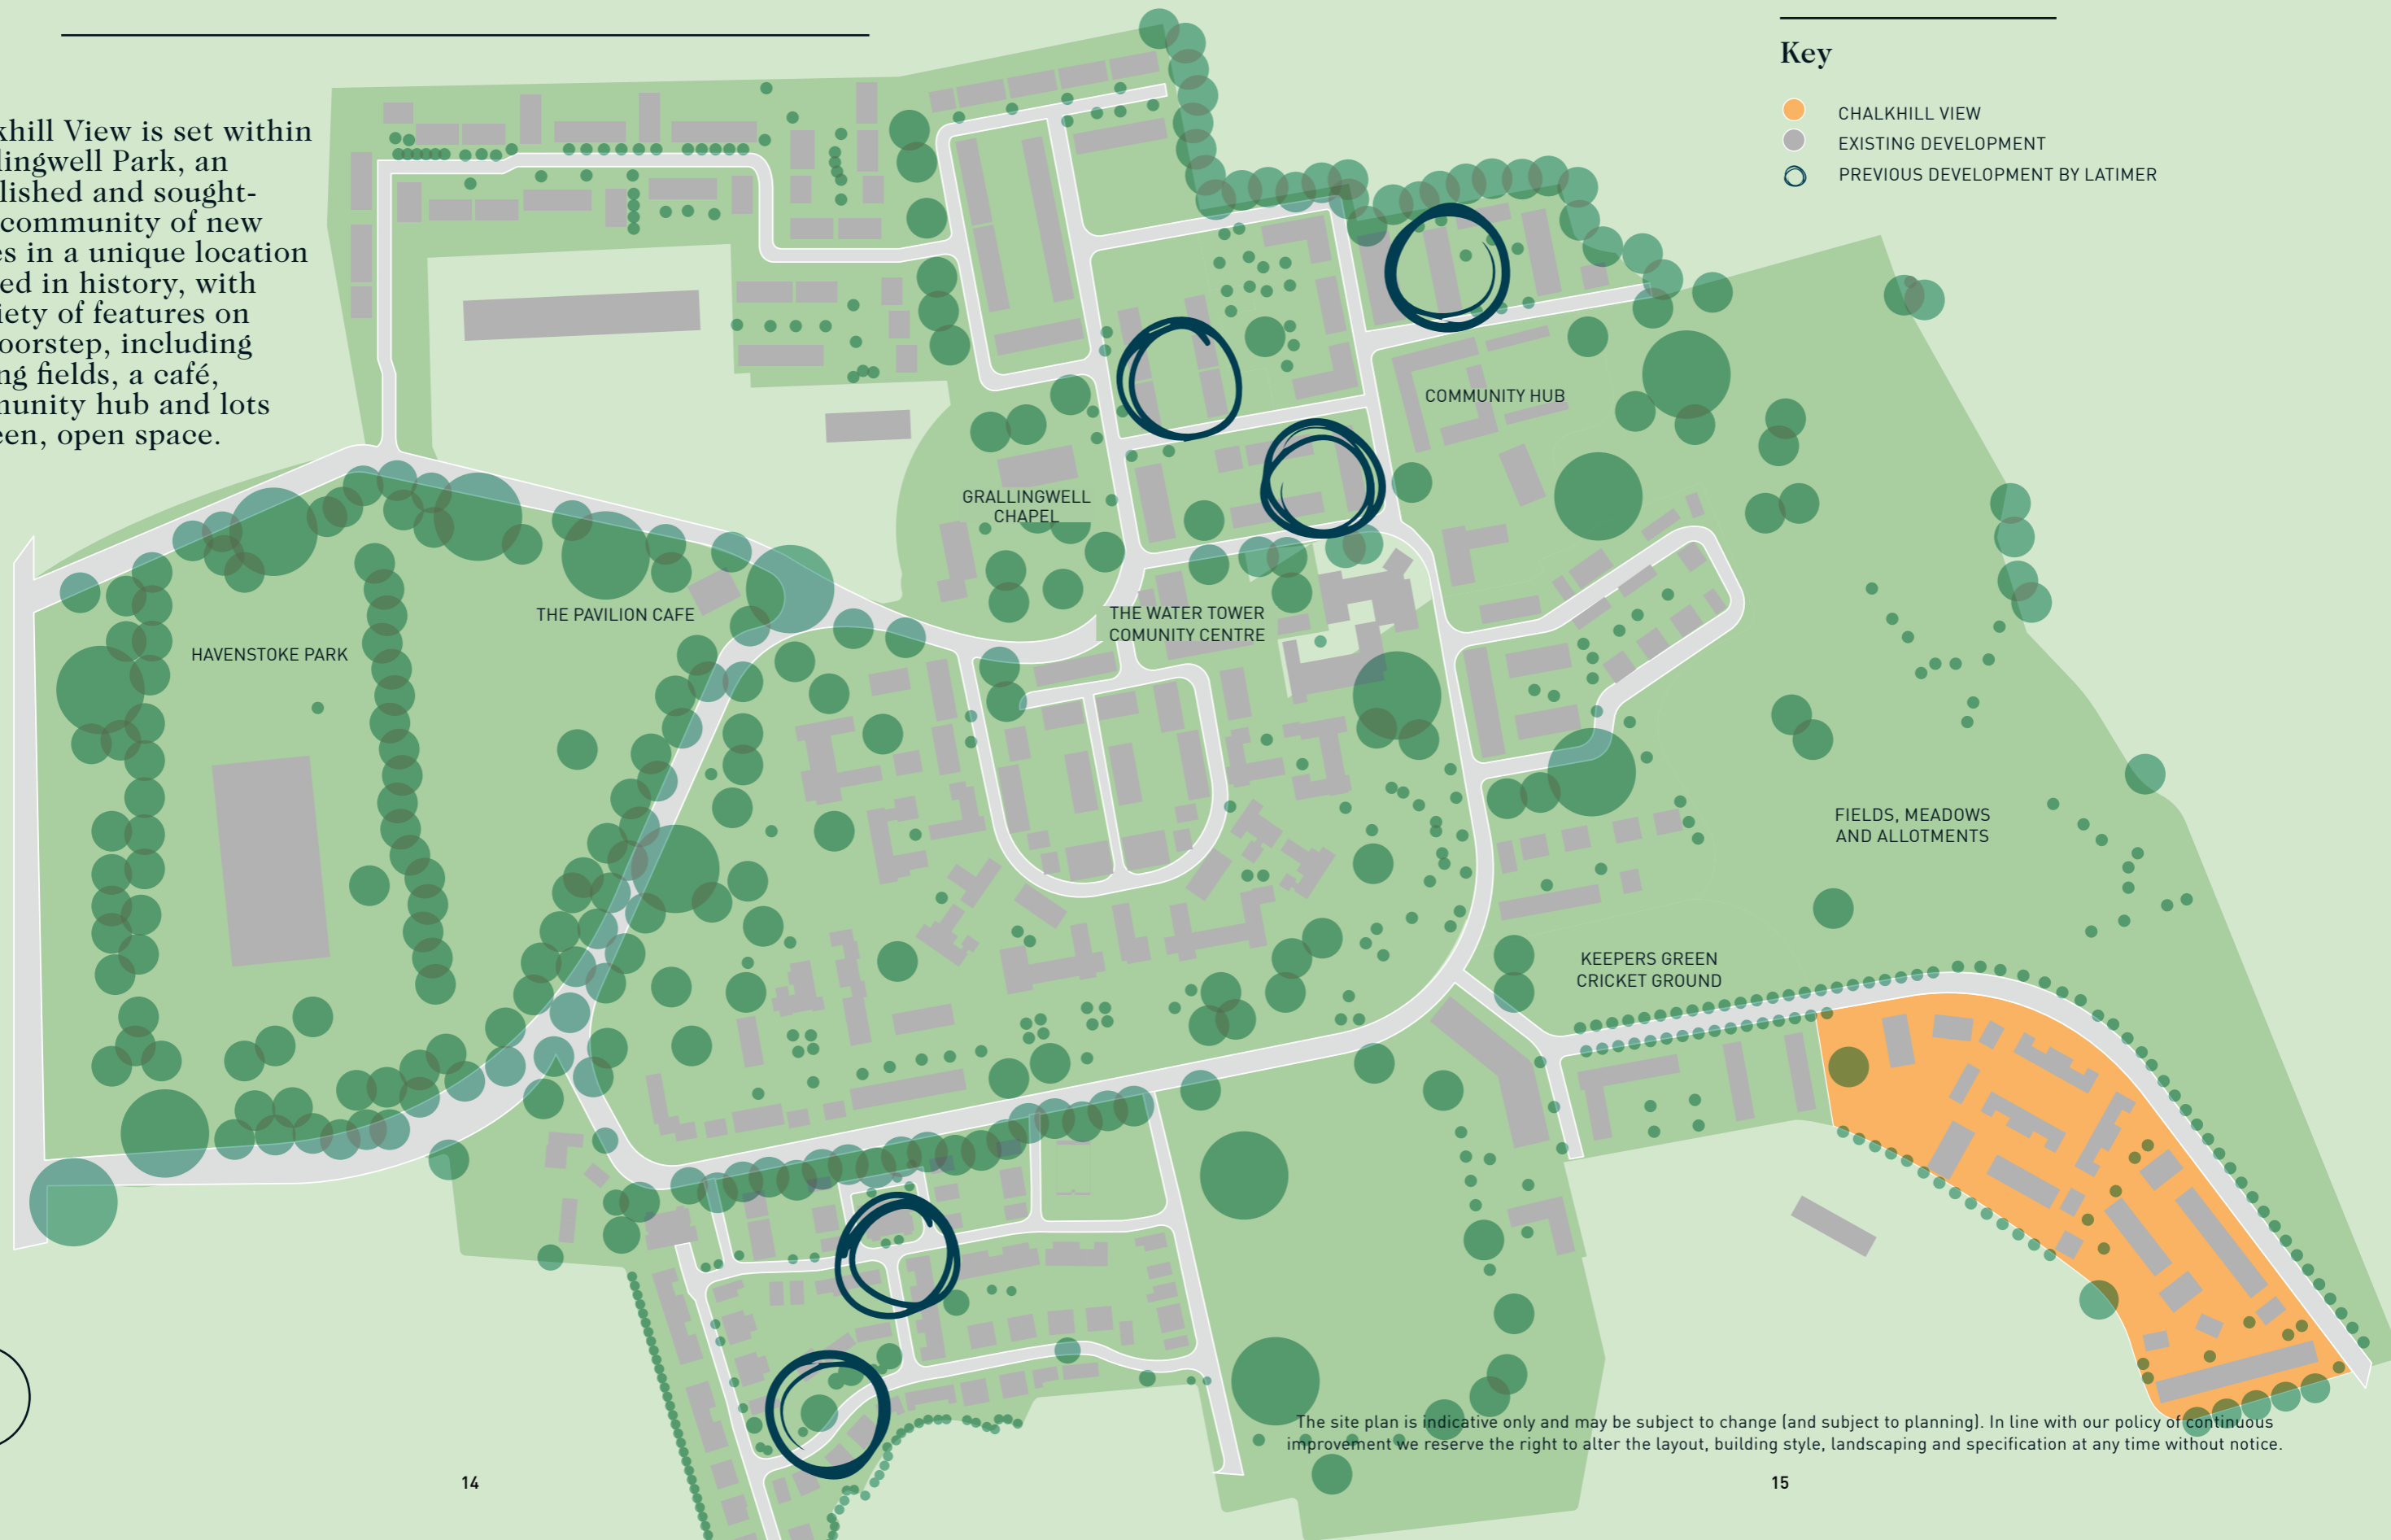 khill View is set within
lingwell Park, an
lished and sought-
community of new
es in a unique location
ed in history, with
iety of features on
oorstep, including
ng fields, a café,
nunity hub and lots
een, open space.
Key
CHALKHILL VIEW
EXISTING DEVELOPMENT
PREVIOUS DEVELOPMENT BY LATIMER
COMMUNITY HUB
GRALLINGWELL
CHAPEL
THE PAVILION CAFE
THE WATER TOWER
COMUNITY CENTRE
HAVENSTOKE PARK
FIELDS, MEADOWS
AND ALLOTMENTS
KEEPERS GREEN
CRICKET GROUND
The site plan is indicative only and may be subject to change (and subject to planning). In line with our policy of continuous
improvement we reserve the right to alter the layout, building style, landscaping and specification at any time without notice.
14
15